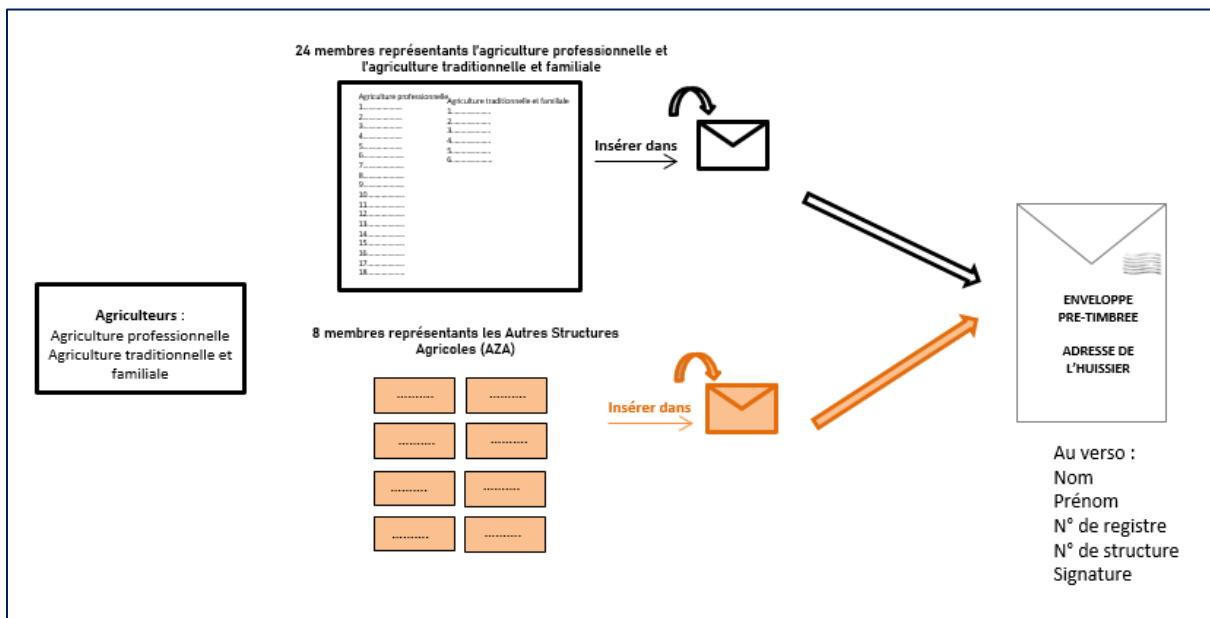 24 membres représentants l'agriculture professionnelle et
l'agriculture traditionnelle et familiale
Agriculture professionnelle
1..................
2..................
3..................
4..................
5..................
6..................
7..................
8..................
9..................
10..................
11..................
12..................
13..................
14..................
15..................
16..................
17..................
18..................
Agriculture traditionnelle et familiale
1..................
2..................
3..................
4..................
5..................
6..................
Insérer dans
Agriculteurs :
Agriculture professionnelle
Agriculture traditionnelle et
familiale
8 membres représentants les Autres Structures
Agricoles (AZA)
..........
..........
..........
..........
..........
..........
..........
..........
Insérer dans
ENVELOPPE
PRE-TIMBREE
ADRESSE DE
L'HUISSIER
Au verso :
Nom
Prénom
N° de registre
N° de structure
Signature